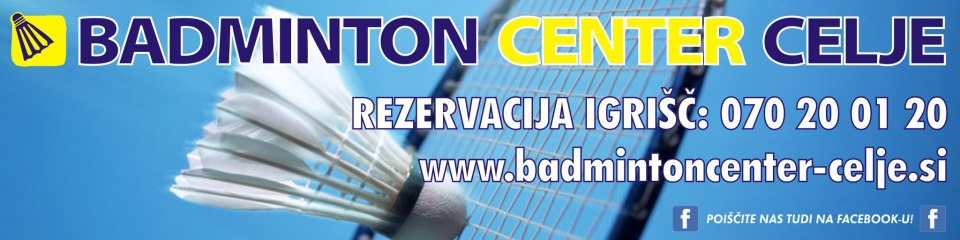 BADMINTON CENTER CELJE
REZERVACIJA IGRIŠČ: 070 20 01 20
www.badmintoncenter-celje.si
f POIŠČITE NAS TUDI NA FACEBOOK-U! f